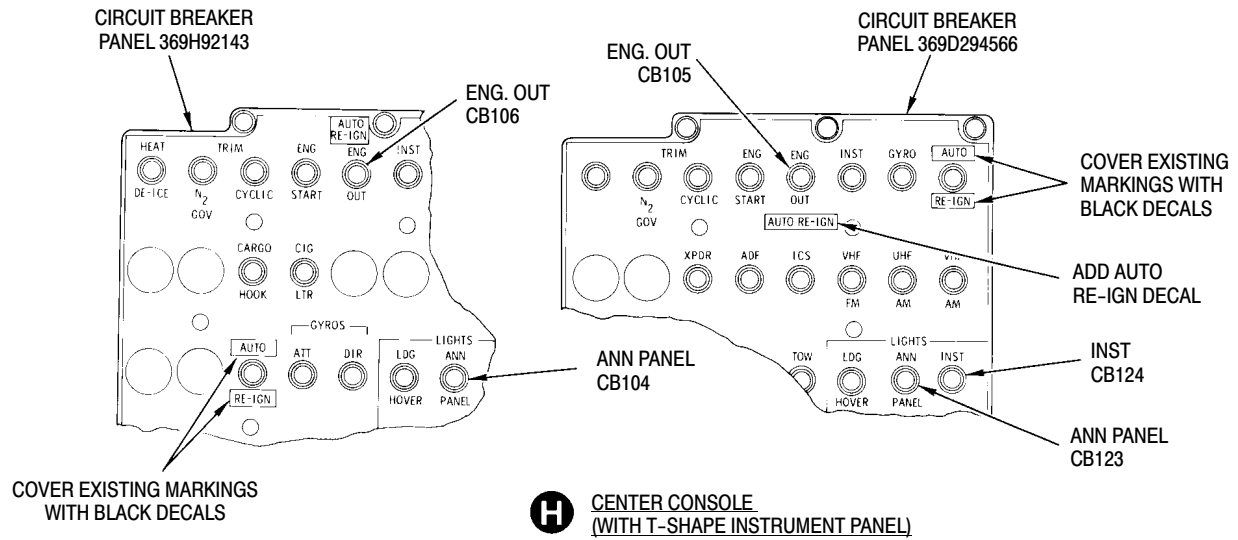 CIRCUIT BREAKER
PANEL 369H92143
ENG. OUT
CB106
AUTO
RE-IGN
HEAT
TRIM
ENG
ENG
INST
DE-ICE
N2
CYCLIC
START
OUT
GOV
CARGO
CIG
HOOK
LTR
GYROS
LIGHTS
AUTO
ATT
DIR
LDG
ANN
RE-IGN
HOVER
PANEL
ANN PANEL
CB104
COVER EXISTING MARKINGS
WITH BLACK DECALS
CIRCUIT BREAKER
PANEL 369D294566
ENG. OUT
CB105
TRIM
ENG
ENG
INST
GYRO
AUTO
N2
CYCLIC
START
OUT
RE-IGN
GOV
AUTO RE-IGN
COVER EXISTING
MARKINGS WITH
BLACK DECALS
XPDR
ADF
ICS
VHF
UHF
VHF
FM
AM
AM
ADD AUTO
RE-IGN DECAL
LIGHTS
TOW
LDG
ANN
INST
HOVER
PANEL
INST
CB124
ANN PANEL
CB123
H
CENTER CONSOLE
(WITH T-SHAPE INSTRUMENT PANEL)